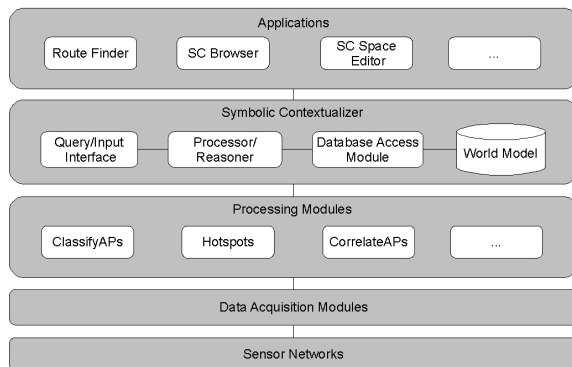 Applications
Route Finder
SC Browser
SC Space
Editor
...
Symbolic Contextualizer
Query/Input
Interface
Processor/
Reasoner
Database Access
Module
World Model
Processing Modules
ClassifyAPs
Hotspots
CorrelateAPs
...
Data Acquisition Modules
Sensor Networks